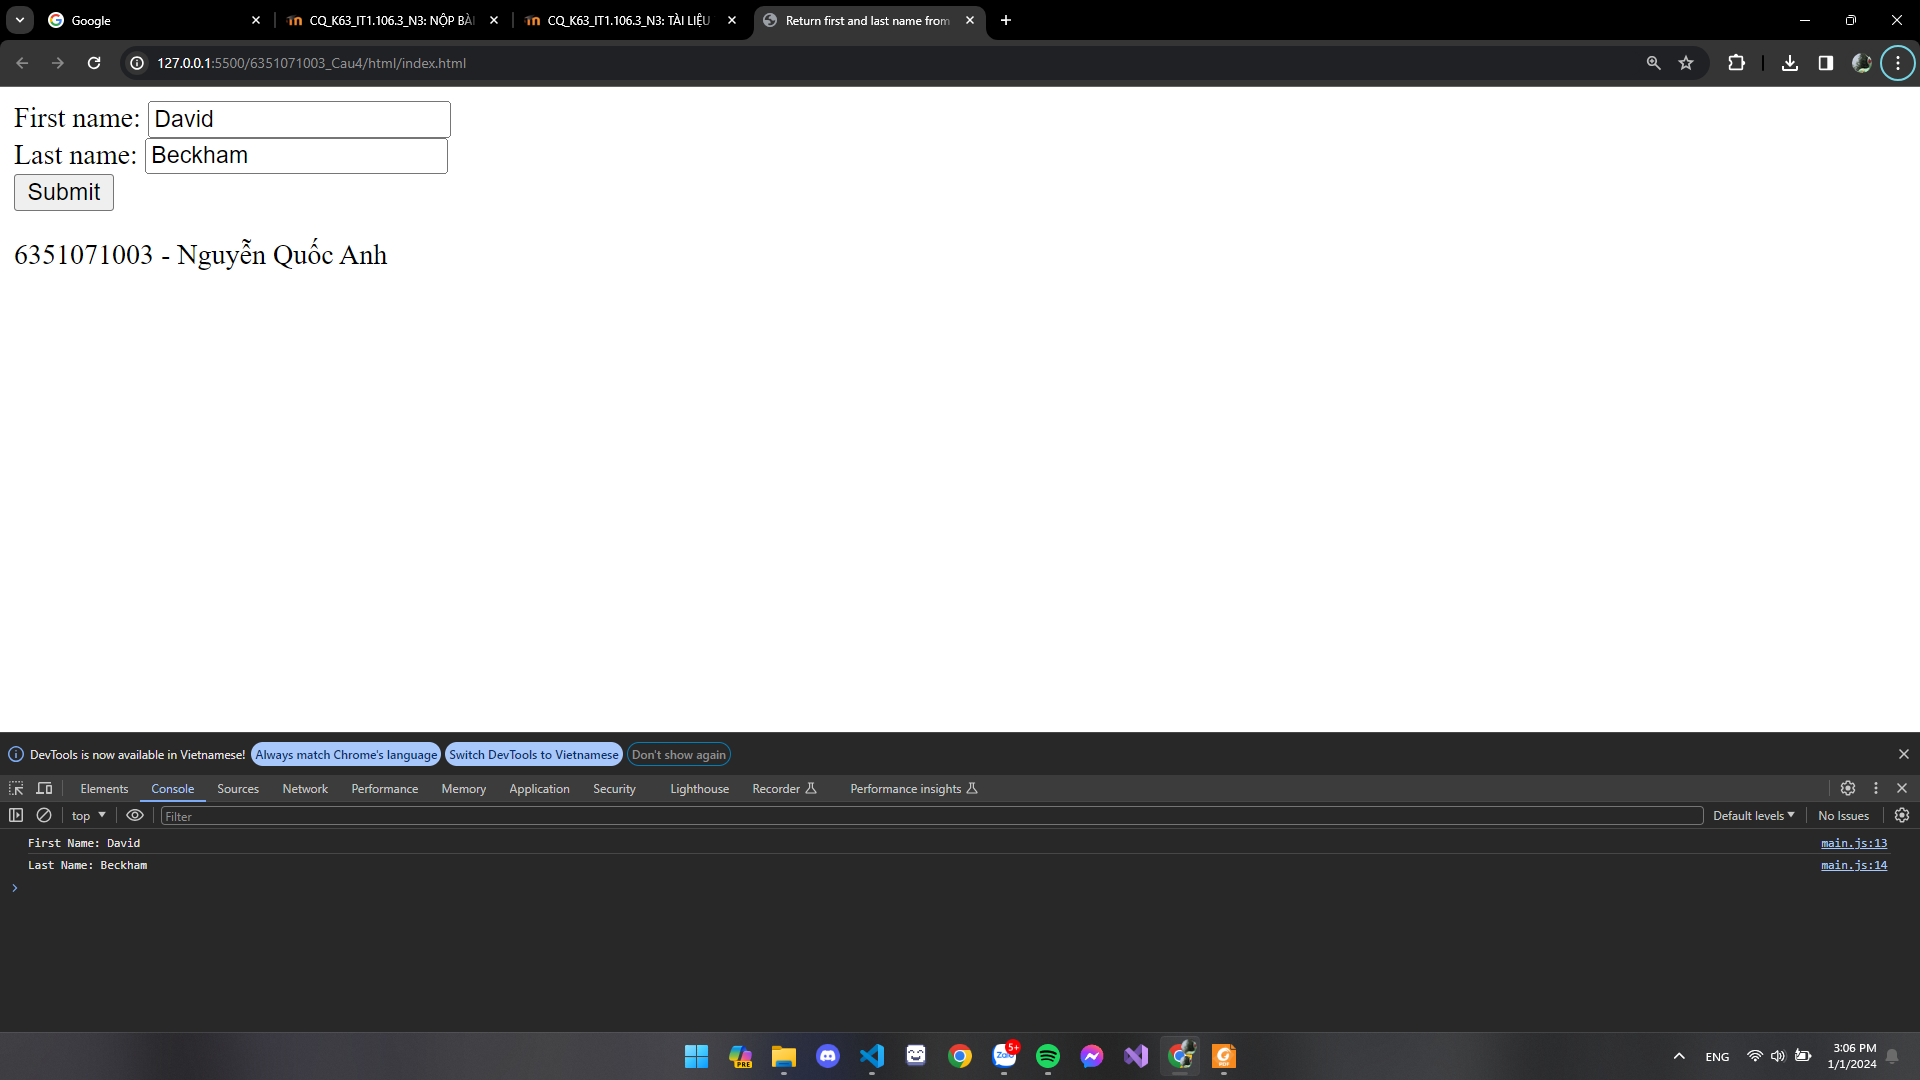 Google
CQ_K63_IT1.106.3_N3: NỘP BÀI
CQ_K63_IT1.106.3_N3: TÀI LIỆU
Return first and last name from
127.0.0.1:5500/6351071003_Cau4/html/index.html
First name: David
Last name: Beckham
Submit
6351071003 - Nguyễn Quốc Anh
DevTools is now available in Vietnamese! Always match Chrome's language Switch DevTools to Vietnamese Don't show again
Elements Console Sources Network Performance Memory Application Security Lighthouse Recorder Performance insights
top Filter Default levels No Issues
First Name: David main.js:13
Last Name: Beckham main.js:14
PRE
Zalo
5+
PDF
ENG
3:06 PM
1/1/2024